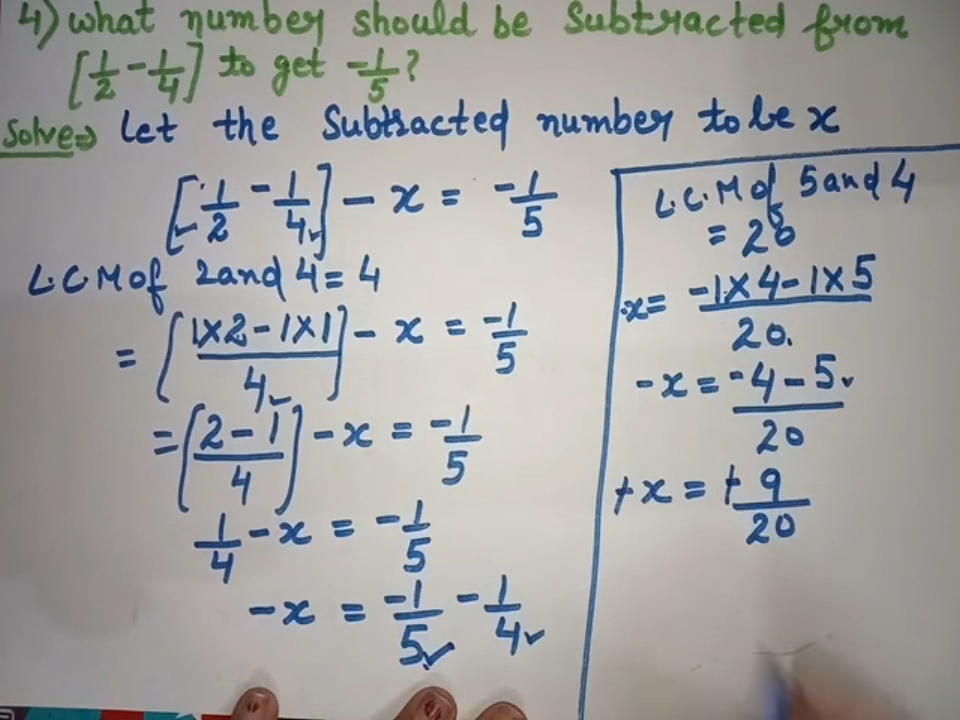 4) What number should be Subtracted from
[1/2 - 1/4] to get -1/5?
Solve⇒ Let the Subtracted number to be x
[1/2 - 1/4] - x = -1/5
L.C.M of 2 and 4 = 4
= [1×2-1×1/4] - x = -1/5
= (2-1/4) - x = -1/5
1/4 - x = -1/5
-x = -1/5 - 1/4
L.C.M of 5 and 4
= 20
x = -1×4-1×5/20
-x = -4-5/20
+x = +9/20